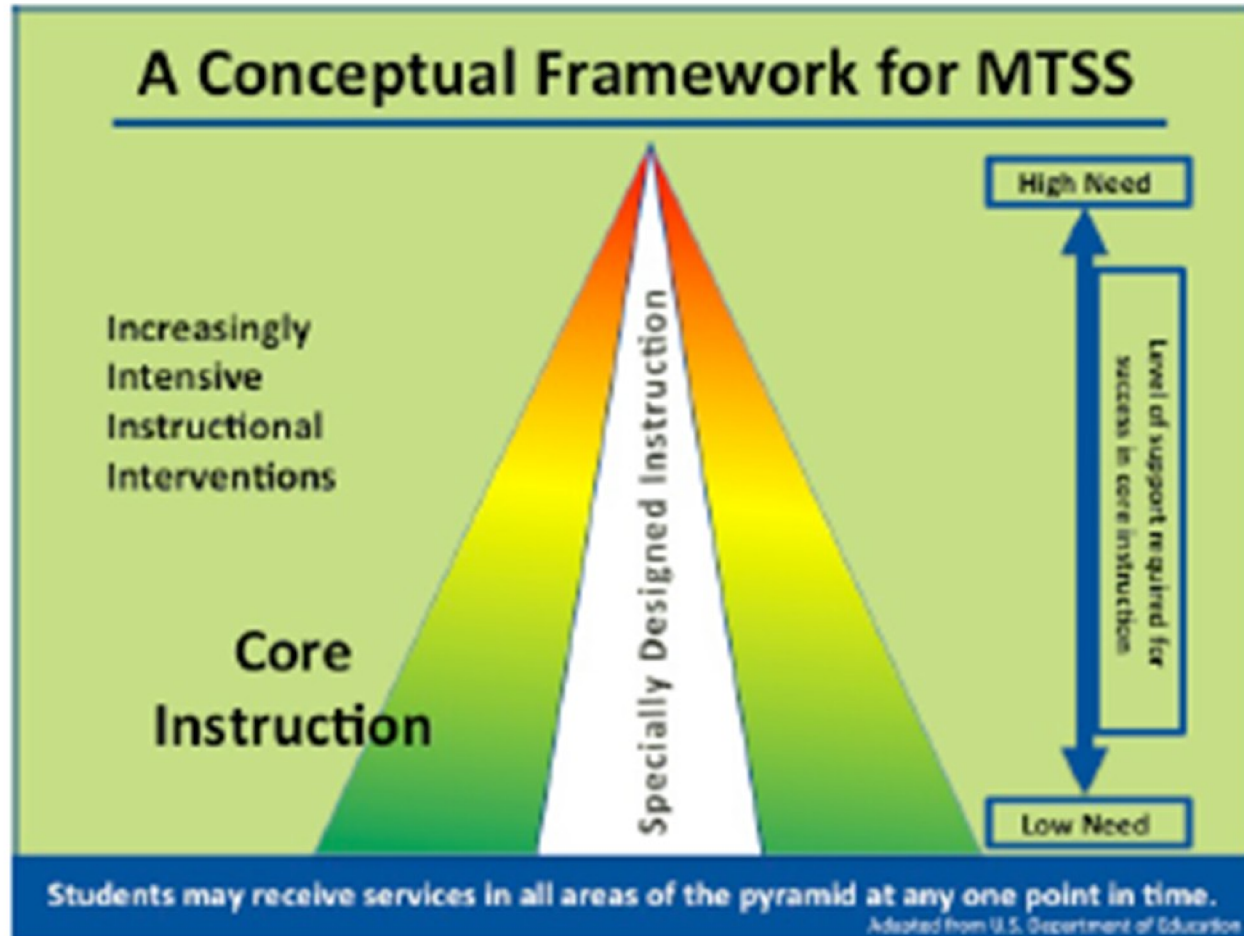 A Conceptual Framework for MTSS
High Need
Increasingly
Intensive
Instructional
Interventions
Core
Instruction
Specially Designed Instruction
Level of support required for
success in core instruction
Low Need
Students may receive services in all areas of the pyramid at any one point in time.
Adapted from U.S. Department of Education